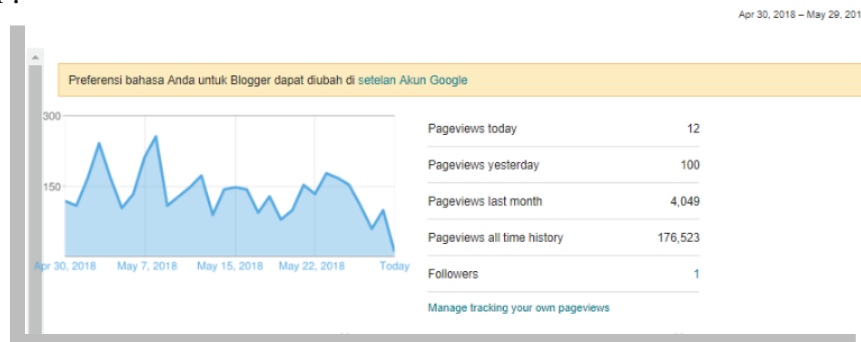 Apr 30, 2018 – May 29, 201
Preferensi bahasa Anda untuk Blogger dapat diubah di setelan Akun Google
300
150
Apr 30, 2018 May 7, 2018 May 15, 2018 May 22, 2018 Today
Pageviews today 12
Pageviews yesterday 100
Pageviews last month 4,049
Pageviews all time history 176,523
Followers 1
Manage tracking your own pageviews